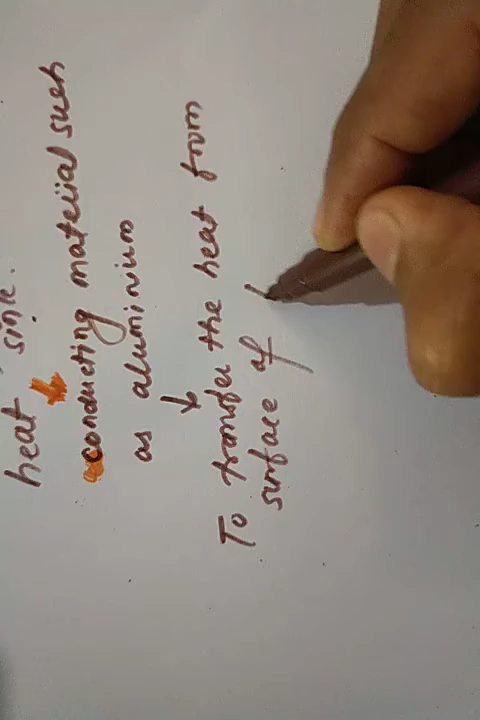 heat sink.
conducting material such
as aluminium
To transfer the heat from
surface of